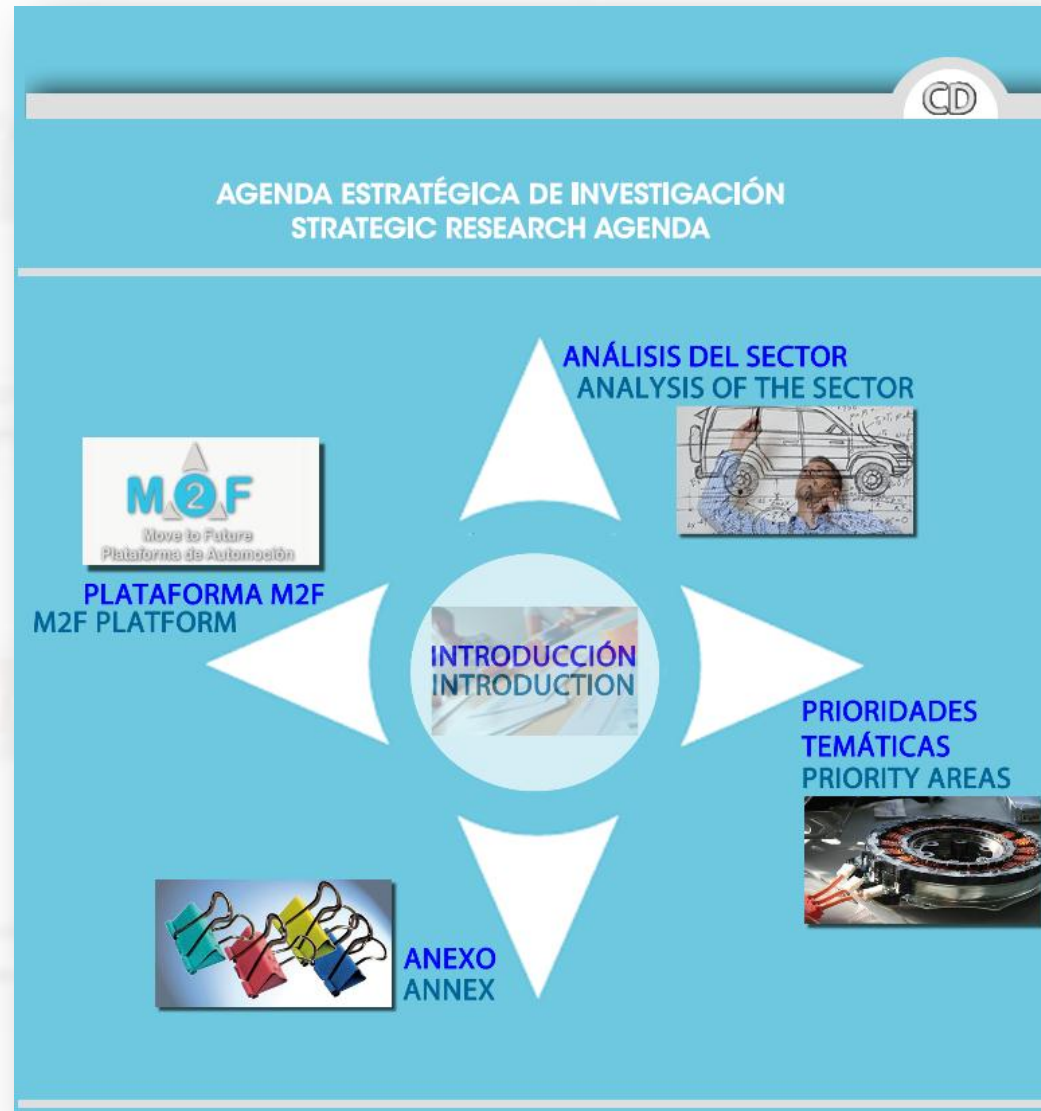 CD
AGENDA ESTRATÉGICA DE INVESTIGACIÓN
STRATEGIC RESEARCH AGENDA
ANÁLISIS DEL SECTOR
ANALYSIS OF THE SECTOR
M2F
Move to Future
Plataforma de Automoción
PLATAFORMA M2F
M2F PLATFORM
INTRODUCCIÓN
INTRODUCTION
PRIORIDADES
TEMÁTICAS
PRIORITY AREAS
ANEXO
ANNEX